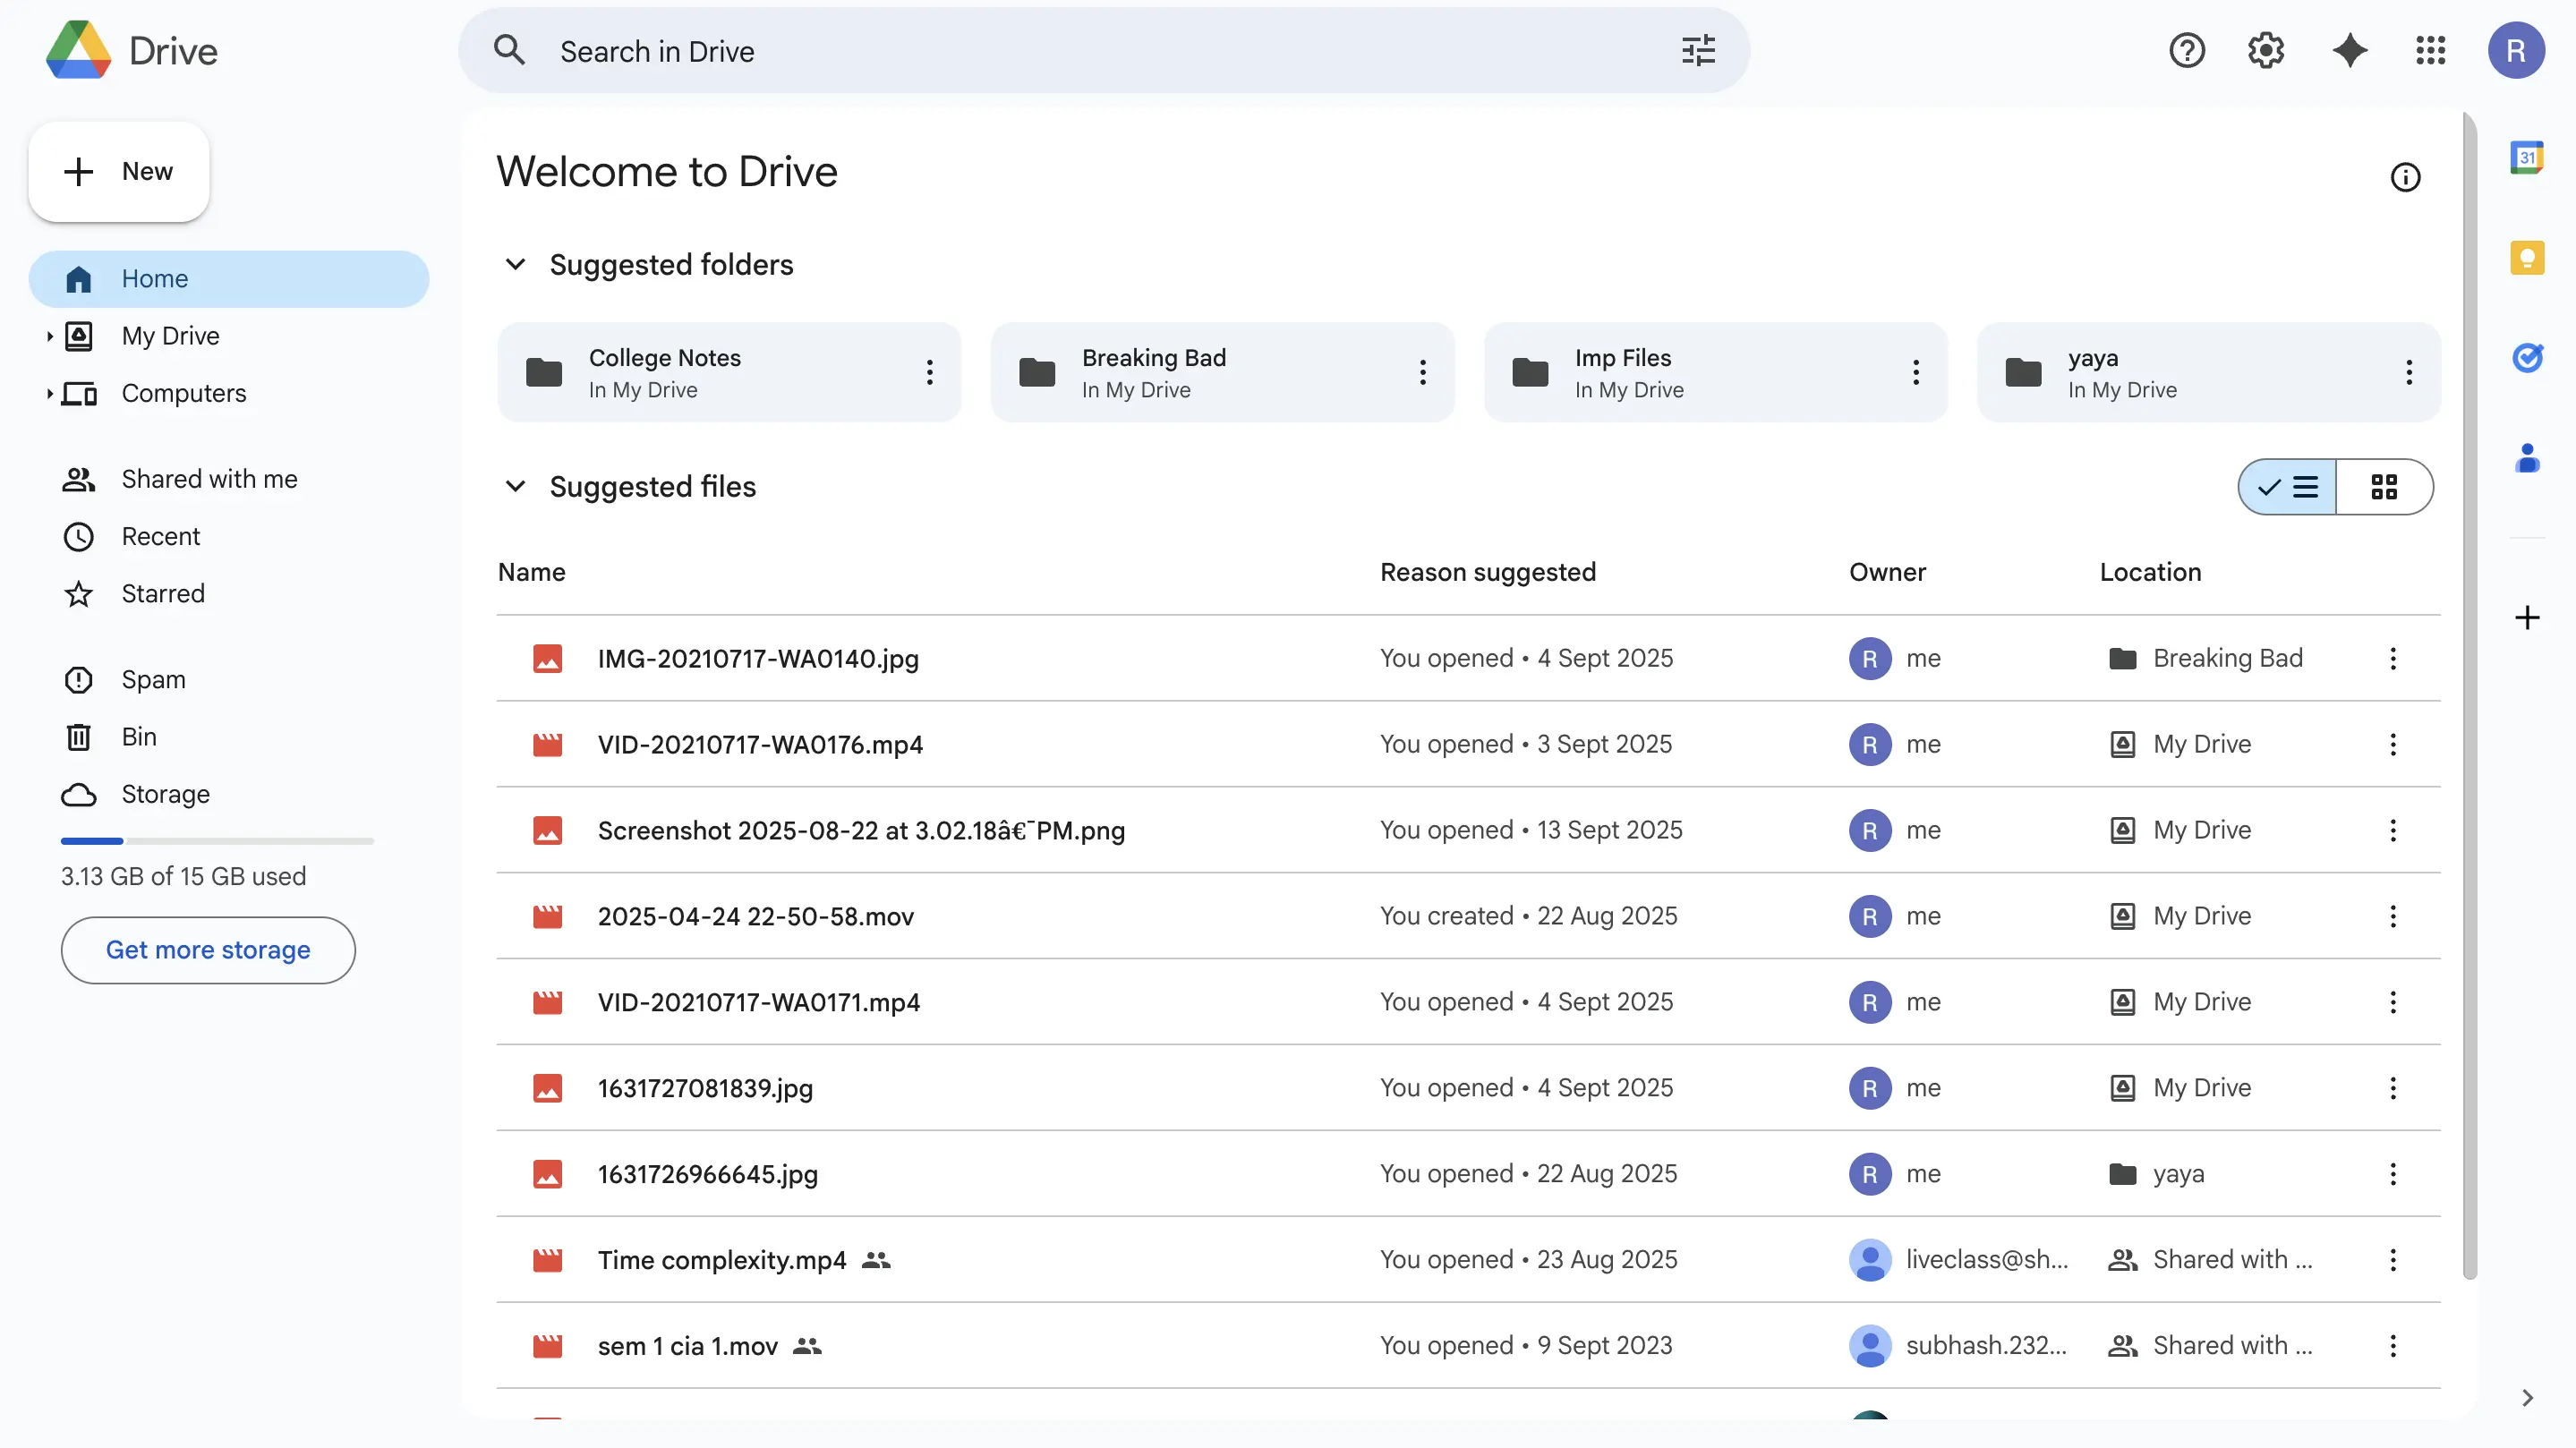 Drive
Search in Drive
R
New
Home
My Drive
Computers
Shared with me
Recent
Starred
Spam
Bin
Storage
3.13 GB of 15 GB used
Get more storage
Welcome to Drive
Suggested folders
College Notes
In My Drive
Breaking Bad
In My Drive
Imp Files
In My Drive
yaya
In My Drive
Suggested files
Name Reason suggested Owner Location
IMG-20210717-WA0140.jpg You opened • 4 Sept 2025 R me Breaking Bad
VID-20210717-WA0176.mp4 You opened • 3 Sept 2025 R me My Drive
Screenshot 2025-08-22 at 3.02.18â€¯PM.png You opened • 13 Sept 2025 R me My Drive
2025-04-24 22-50-58.mov You created • 22 Aug 2025 R me My Drive
VID-20210717-WA0171.mp4 You opened • 4 Sept 2025 R me My Drive
1631727081839.jpg You opened • 4 Sept 2025 R me My Drive
1631726966645.jpg You opened • 22 Aug 2025 R me yaya
Time complexity.mp4 You opened • 23 Aug 2025 liveclass@sh... Shared with ...
sem 1 cia 1.mov You opened • 9 Sept 2023 subhash.232... Shared with ...
31